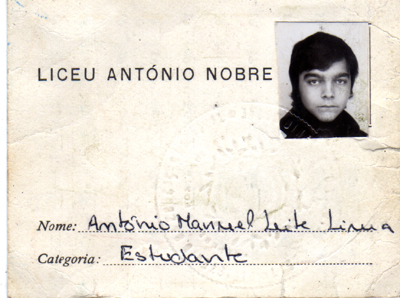 LICEU ANTÓNIO NOBRE
Nome: António Manuel Leite Lima
Categoria: Estudante